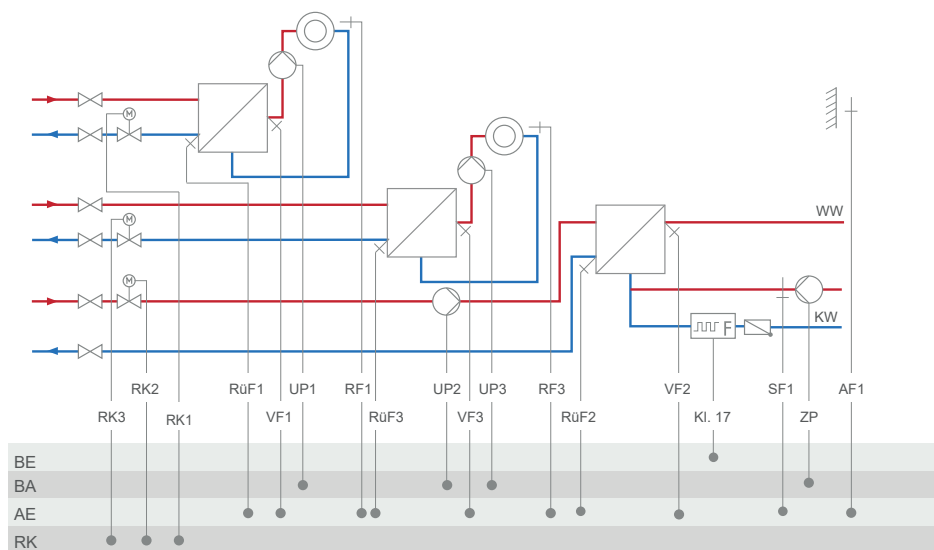 M
M
WW
M
F
KW
RK2 RüF1 UP1 RF1 UP2 UP3 RF3 VF2 SF1 AF1
RK3 RK1 VF1 RüF3 VF3 RüF2 Kl. 17 ZP
BE
BA
AE
RK